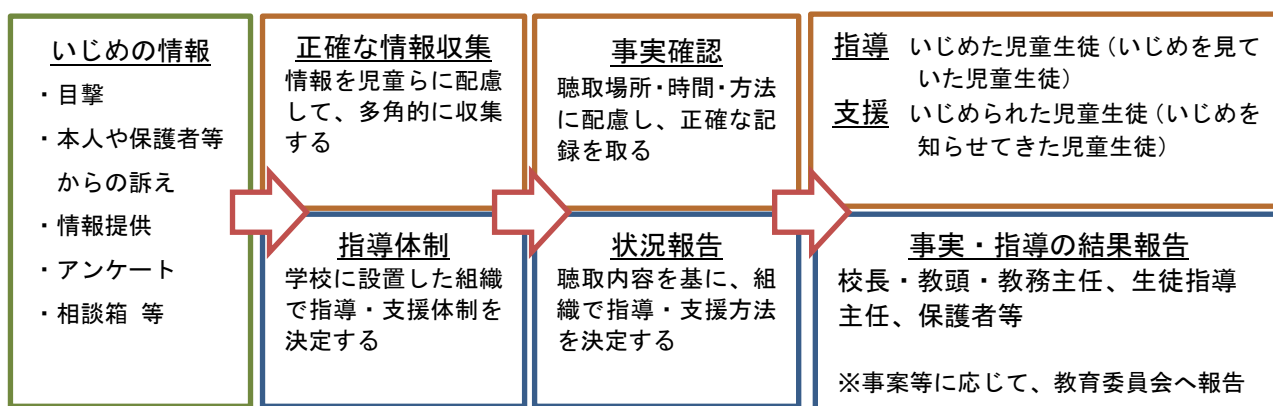 いじめの情報
・目撃
・本人や保護者等
からの訴え
・情報提供
・アンケート
・相談箱 等
正確な情報収集
情報を児童らに配慮
して、多角的に収集
する
指導体制
学校に設置した組織
で指導・支援体制を
決定する
事実確認
聴取場所・時間・方法
に配慮し、正確な記
録を取る
状況報告
聴取内容を基に、組
織で指導・支援方法
を決定する
指導 いじめた児童生徒(いじめを見て
いた児童生徒)
支援 いじめられた児童生徒(いじめを
知らせてきた児童生徒)
事実・指導の結果報告
校長・教頭・教務主任、生徒指導
主任、保護者等
※事案等に応じて、教育委員会へ報告